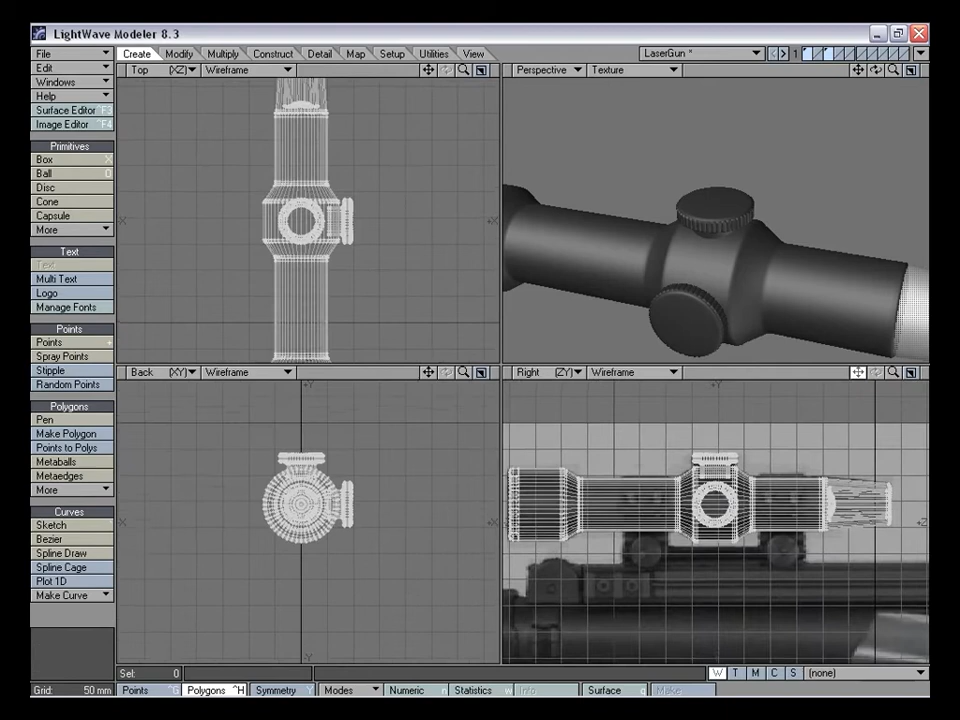 LightWave Modeler 8.3
File
Create Modify Multiply Construct Detail Map Setup Utilities View
LaserGun *
1
Edit
Top (XZ) Wireframe
Perspective Texture
Windows
Help
Surface Editor F3
Image Editor ^F4
Primitives
Box X
Ball O
Disc
Cone
Capsule
More
Text
Text
Multi Text
Logo
Manage Fonts
Points
Points +
Spray Points
Stipple
Random Points
Back (XY) Wireframe
Right (ZY) Wireframe
Polygons
Pen
Make Polygon
Points to Polys
Metaballs
Metaedges
More
Curves
Sketch
Bezier
Spline Draw
Spline Cage
Plot 1D
Make Curve
Sel: 0
W T M C S (none)
Grid: 50 mm
Points ^G Polygons ^H Symmetry Y Modes Numeric n Statistics w Info Surface q Make